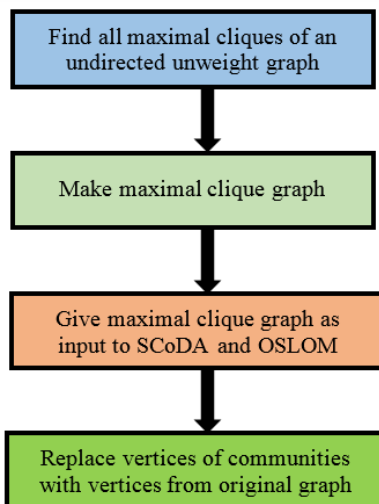 Find all maximal cliques of an
undirected unweight graph
Make maximal clique graph
Give maximal clique graph as
input to SCoDA and OSLOM
Replace vertices of communities
with vertices from original graph